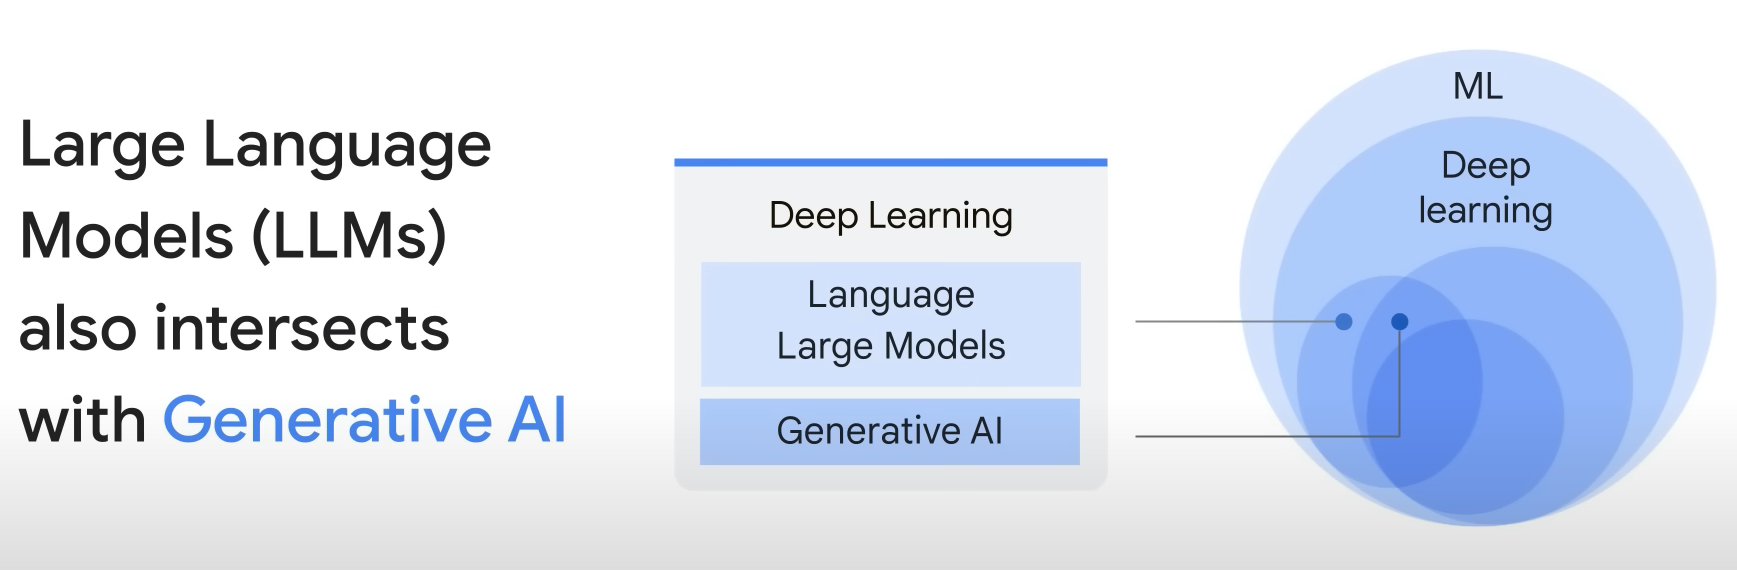 Large Language
Models (LLMs)
also intersects
with Generative AI
Deep Learning
Language
Large Models
Generative AI
ML
Deep
learning